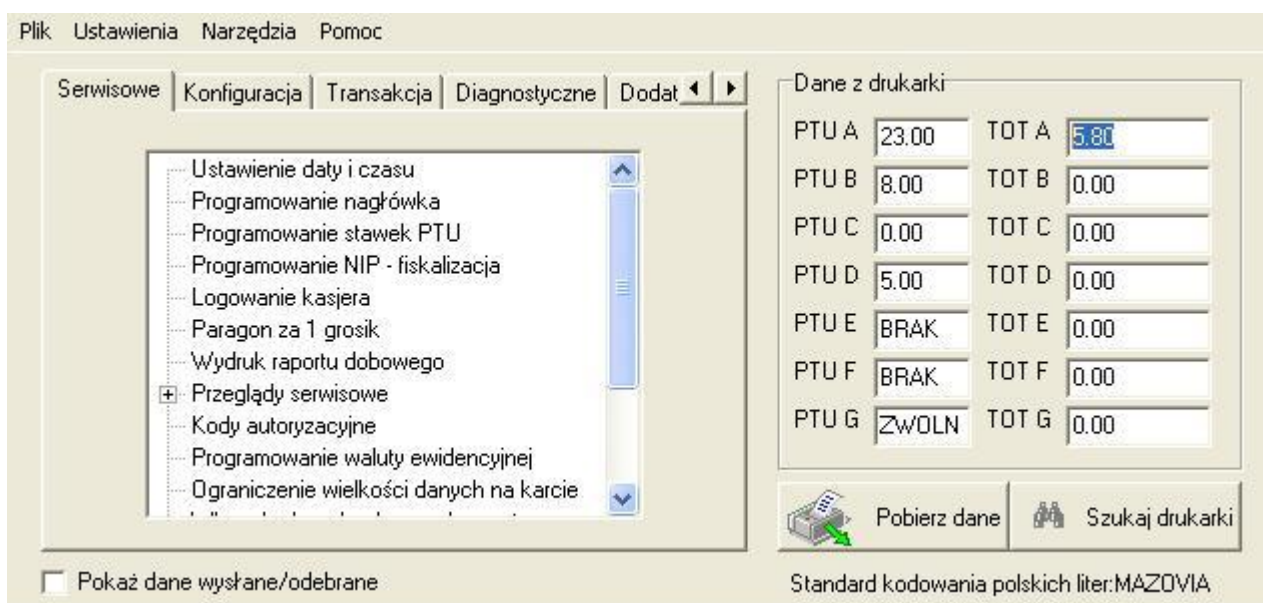 Plik Ustawienia Narzędzia Pomoc
Serwisowe Konfiguracja Transakcja Diagnostyczne Dodat
Ustawienie daty i czasu
Programowanie nagłówka
Programowanie stawek PTU
Programowanie NIP - fiskalizacja
Logowanie kasjera
Paragon za 1 grosik
Wydruk raportu dobowego
Przeglądy serwisowe
Kody autoryzacyjne
Programowanie waluty ewidencyjnej
Ograniczenie wielkości danych na karcie
Pokaż dane wysłane/odebrane
Dane z drukarki
PTU A 23.00 TOT A 5.80
PTU B 8.00 TOT B 0.00
PTU C 0.00 TOT C 0.00
PTU D 5.00 TOT D 0.00
PTU E BRAK TOT E 0.00
PTU F BRAK TOT F 0.00
PTU G ZWOLN TOT G 0.00
Pobierz dane Szukaj drukarki
Standard kodowania polskich liter:MAZOVIA